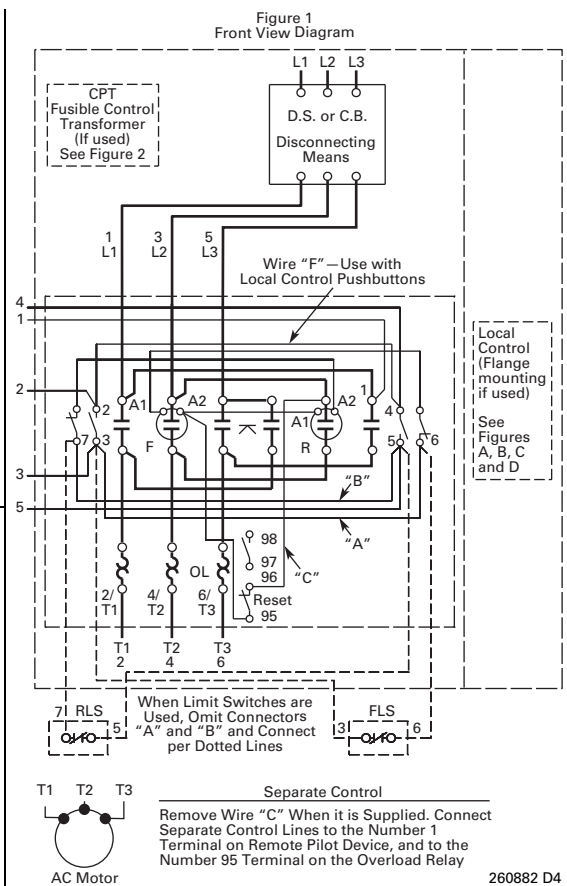 Figure 1
Front View Diagram
L1 L2 L3
CPT
Fusible Control
Transformer
(If used)
See Figure 2
D.S. or C.B.
Disconnecting
Means
1
L1
3
L2
5
L3
Wire “F”—Use with
Local Control Pushbuttons
4
1
2
3
5
Local
Control
(Flange
mounting
if used)
See
Figures
A, B, C
and D
2
7
3
A1
A2
F
A1
A2
R
1
4
5
6
“B”
“A”
“C”
98
97
96
Reset
95
OL
2/
T1
4/
T2
6/
T3
T1
2
T2
4
T3
6
7
RLS
5
When Limit Switches are
Used, Omit Connectors
“A” and “B” and Connect
per Dotted Lines
FLS
3
6
T1 T2 T3
AC Motor
Separate Control
Remove Wire “C” When it is Supplied. Connect
Separate Control Lines to the Number 1
Terminal on Remote Pilot Device, and to the
Number 95 Terminal on the Overload Relay
260882 D4